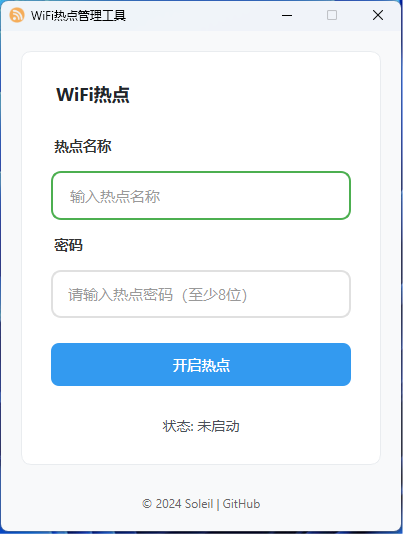 WiFi热点管理工具
WiFi热点
热点名称
输入热点名称
密码
请输入热点密码（至少8位）
开启热点
状态: 未启动
© 2024 Soleil | GitHub